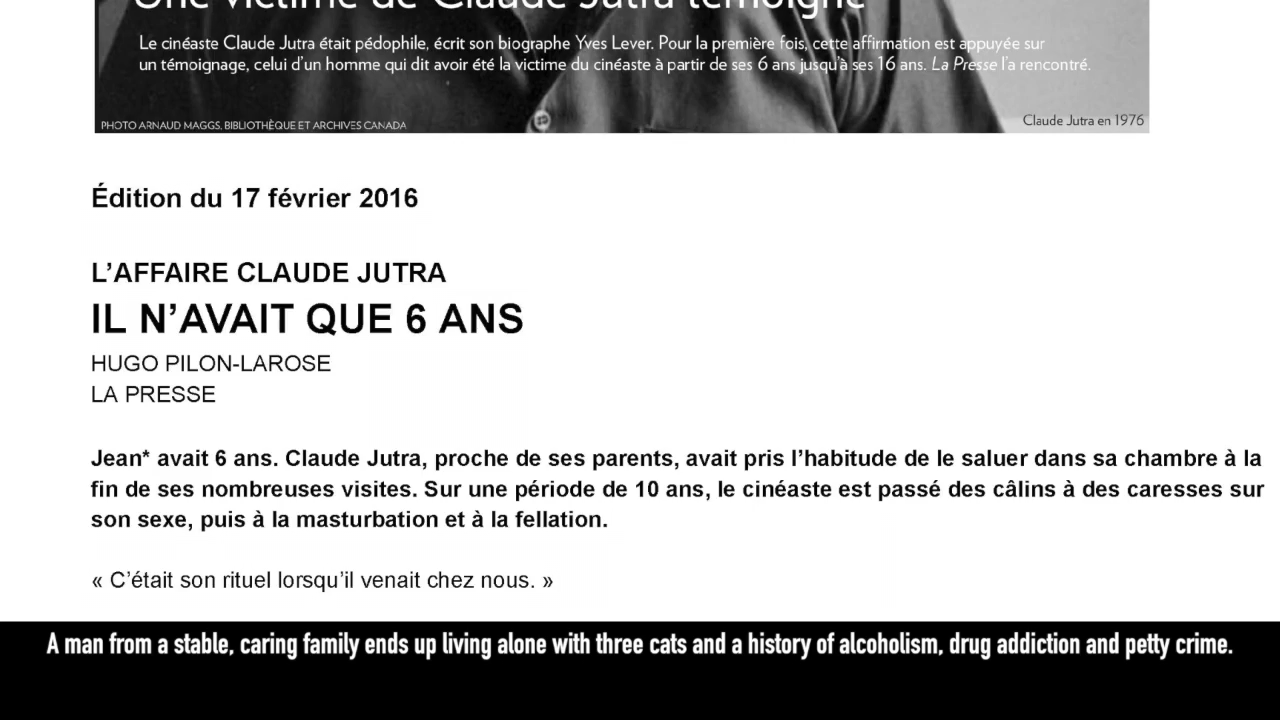 Une victime de Claude Jutra témoigne
Le cinéaste Claude Jutra était pédophile, écrit son biographe Yves Lever. Pour la première fois, cette affirmation est appuyée sur
un témoignage, celui d'un homme qui dit avoir été la victime du cinéaste à partir de ses 6 ans jusqu'à ses 16 ans. La Presse l'a rencontré.
PHOTO ARNAUD MAGGS, BIBLIOTHÈQUE ET ARCHIVES CANADA
Claude Jutra en 1976
Édition du 17 février 2016
L'AFFAIRE CLAUDE JUTRA
IL N'AVAIT QUE 6 ANS
HUGO PILON-LAROSE
LA PRESSE
Jean* avait 6 ans. Claude Jutra, proche de ses parents, avait pris l'habitude de le saluer dans sa chambre à la
fin de ses nombreuses visites. Sur une période de 10 ans, le cinéaste est passé des câlins à des caresses sur
son sexe, puis à la masturbation et à la fellation.
« C'était son rituel lorsqu'il venait chez nous. »
A man from a stable, caring family ends up living alone with three cats and a history of alcoholism, drug addiction and petty crime.